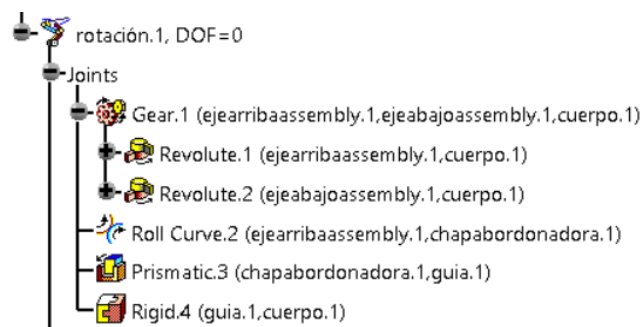 rotación.1, DOF=0
Joints
Gear.1 (ejearribaassembly.1,ejeabajoassembly.1,cuerpo.1)
Revolute.1 (ejearribaassembly.1,cuerpo.1)
Revolute.2 (ejeabajoassembly.1,cuerpo.1)
Roll Curve.2 (ejearribaassembly.1,chapabordonadora.1)
Prismatic.3 (chapabordonadora.1,guia.1)
Rigid.4 (guia.1,cuerpo.1)